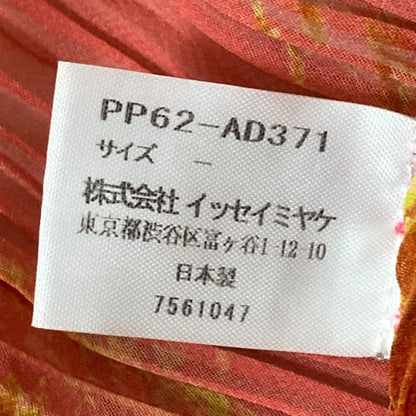 PP62-AD371
サイズ　－
株式会社 イッセイミヤケ
東京都渋谷区富ヶ谷1-12-10
日本製
7561047